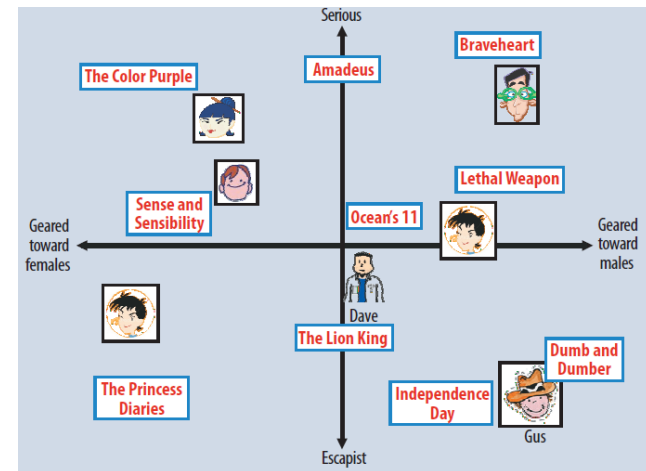 Serious
Braveheart
Amadeus
The Color Purple
Lethal Weapon
Sense and
Sensibility
Ocean's 11
Geared
toward
females
Geared
toward
males
Dave
The Lion King
Dumb and
Dumber
The Princess
Diaries
Independence
Day
Gus
Escapist